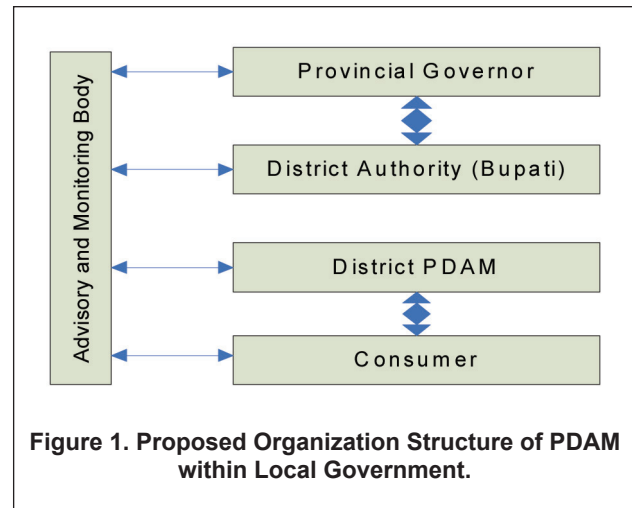 Advisory and Monitoring Body
Provincial Governor
District Authority (Bupati)
District PDAM
Consumer
Figure 1. Proposed Organization Structure of PDAM
within Local Government.